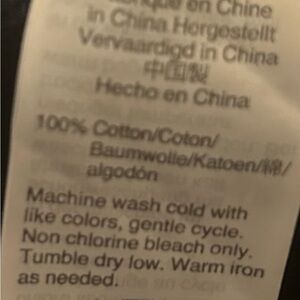 en Chine
in China Hergestellt
Vervaardigd in China
中国製
Hecho en China
100% Cotton/Coton/
Baumwolle/Katoen/綿/
algodón
Machine wash cold with
like colors, gentle cycle.
Non chlorine bleach only.
Tumble dry low. Warm iron
as needed.